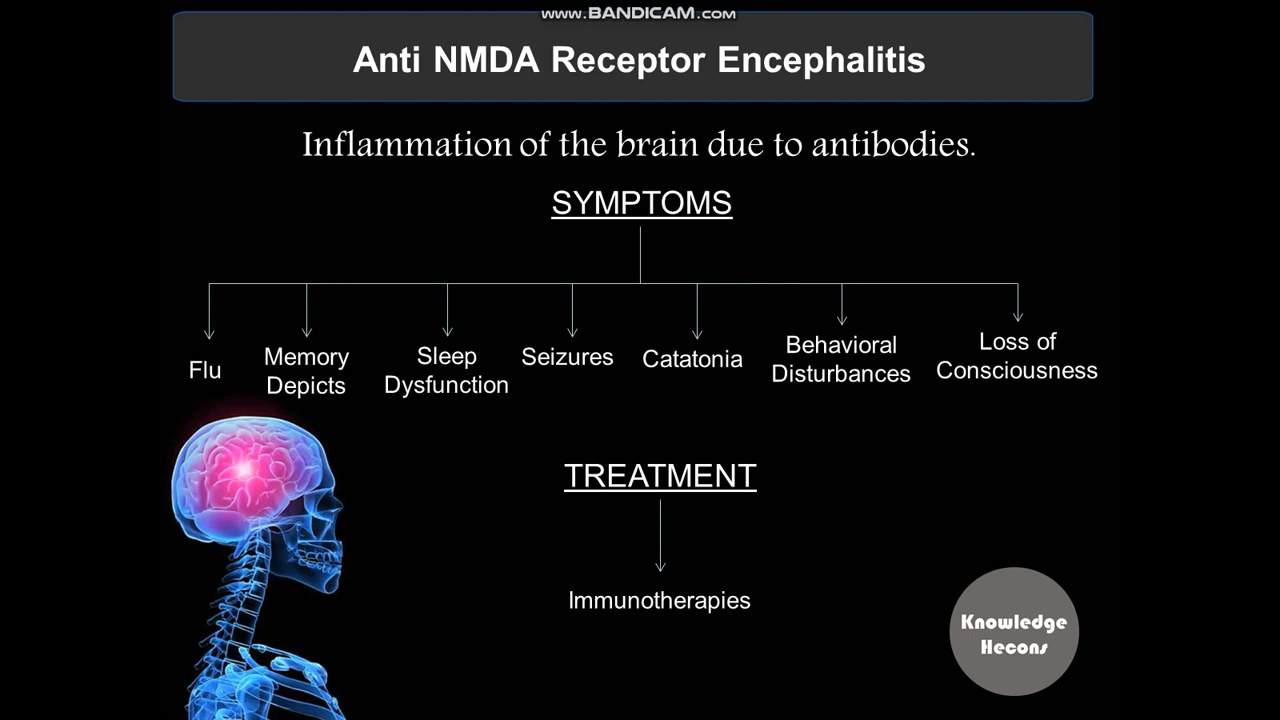 www.BANDICAM.com
Anti NMDA Receptor Encephalitis
Inflammation of the brain due to antibodies.
SYMPTOMS
Flu
Memory
Depicts
Sleep
Dysfunction
Seizures
Catatonia
Behavioral
Disturbances
Loss of
Consciousness
TREATMENT
Immunotherapies
Knowledge
Hecons